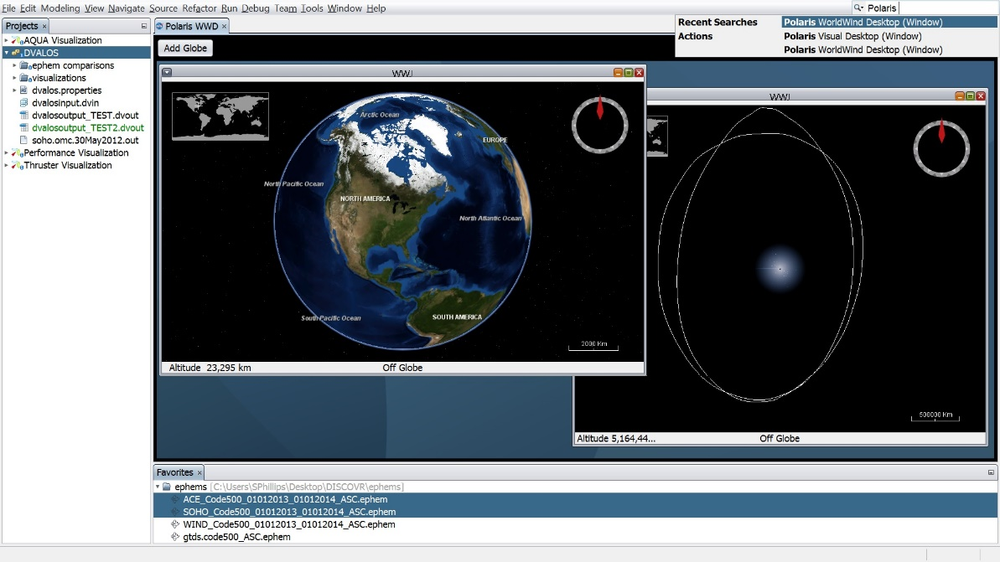 File Edit Modeling View Navigate Source Refactor Run Debug Team Tools Window Help
Polaris
Recent Searches
Polaris WorldWind Desktop (Window)
Actions
Polaris Visual Desktop (Window)
Polaris WorldWind Desktop (Window)
Projects
AQUA Visualization
DVALOS
ephem comparisons
visualizations
dvalos.properties
dvalosinput.dvin
dvalosoutput_TEST.dvout
dvalosoutput_TEST2.dvout
soho.omc.30May2012.out
Performance Visualization
Thruster Visualization
Polaris WWD
Add Globe
WWJ
Arctic Ocean
EUROPE
North Pacific Ocean
NORTH AMERICA
North Atlantic Ocean
South Pacific Ocean
SOUTH AMERICA
2000 Km
Altitude 23,295 km
Off Globe
WWJ
500000 Km
Altitude 5,164,44...
Off Globe
Favorites
ephems [C:\Users\SPhillips\Desktop\DISCOVR\ephems]
ACE_Code500_01012013_01012014_ASC.ephem
SOHO_Code500_01012013_01012014_ASC.ephem
WIND_Code500_01012013_01012014_ASC.ephem
gtds.code500_ASC.ephem